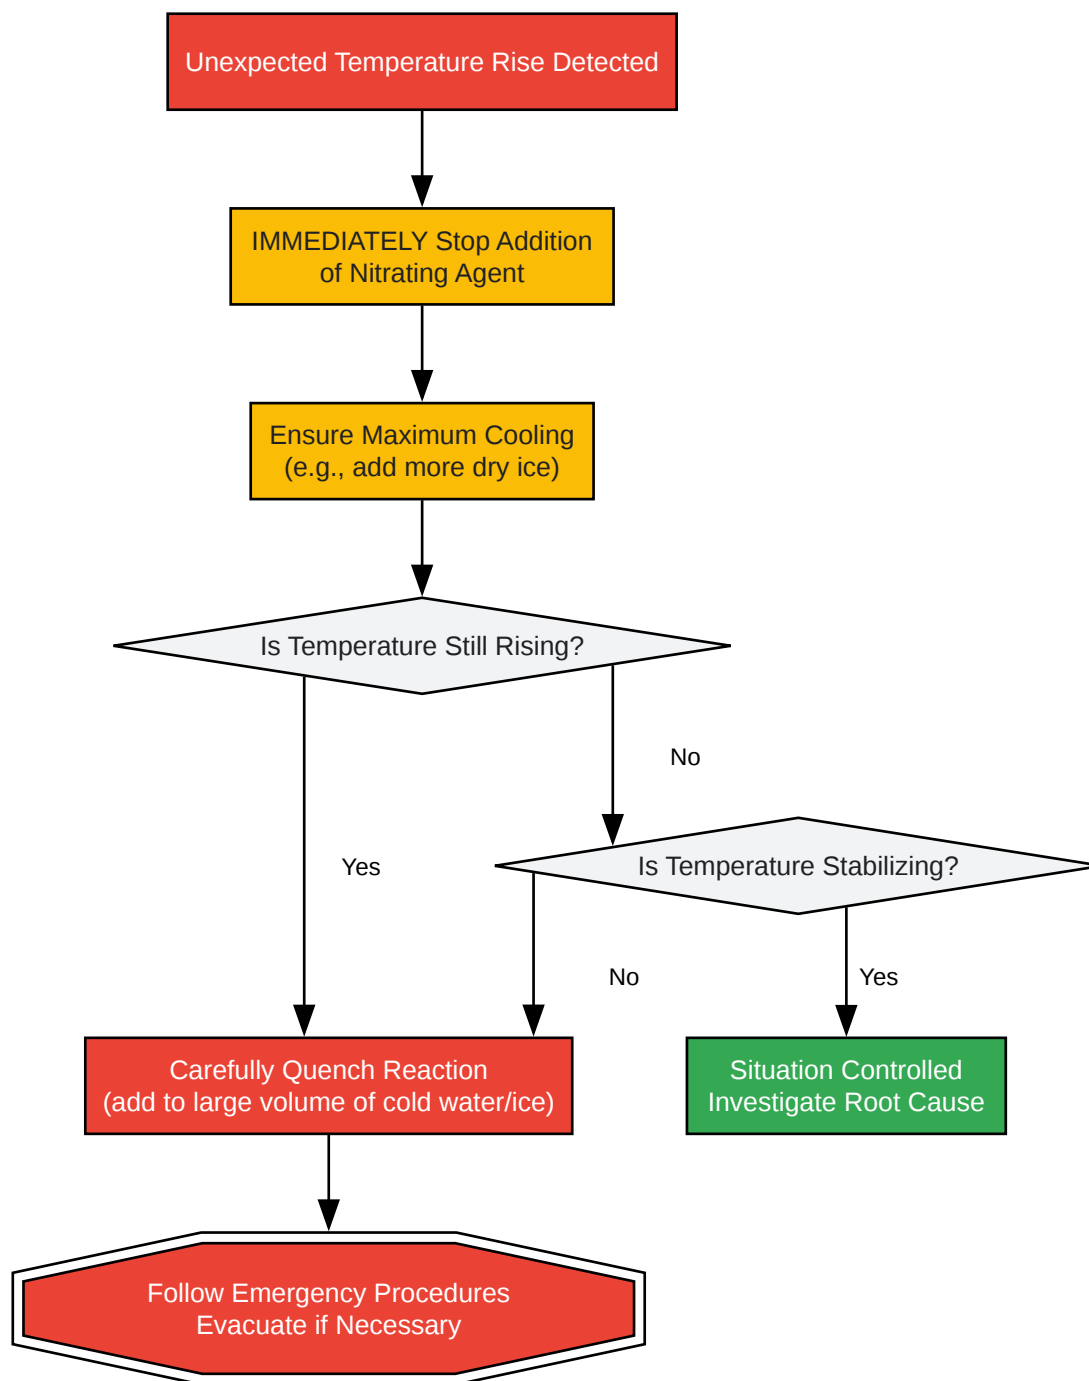 Unexpected Temperature Rise Detected
IMMEDIATELY Stop Addition
of Nitrating Agent
Ensure Maximum Cooling
(e.g., add more dry ice)
Is Temperature Still Rising?
No
Yes
Is Temperature Stabilizing?
No
Yes
Carefully Quench Reaction
(add to large volume of cold water/ice)
Situation Controlled
Investigate Root Cause
Follow Emergency Procedures
Evacuate if Necessary